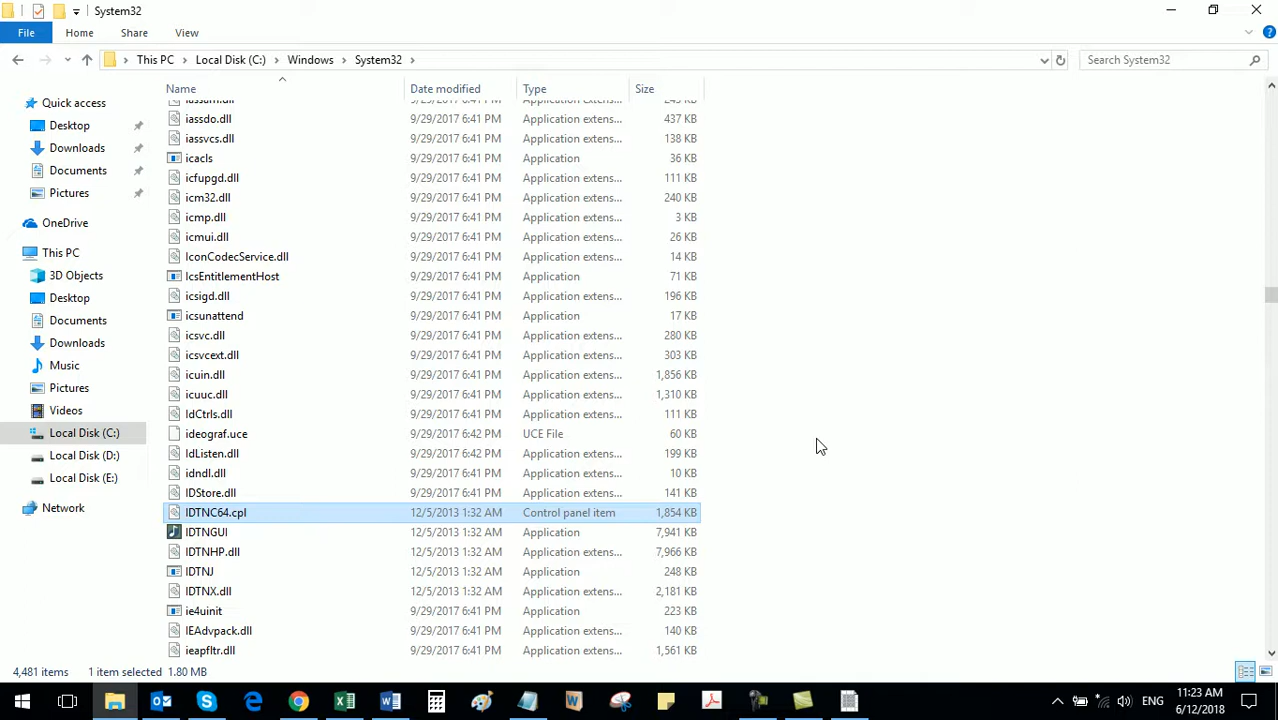 System32
File Home Share View
This PC Local Disk (C:) Windows System32 Search System32
Name Date modified Type Size
Quick access
Desktop
Downloads
Documents
Pictures
OneDrive
This PC
3D Objects
Desktop
Documents
Downloads
Music
Pictures
Videos
Local Disk (C:)
Local Disk (D:)
Local Disk (E:)
Network
iassdo.dll 9/29/2017 6:41 PM Application extens... 437 KB
iassvcs.dll 9/29/2017 6:41 PM Application extens... 138 KB
icacls 9/29/2017 6:41 PM Application 36 KB
icfupgd.dll 9/29/2017 6:41 PM Application extens... 111 KB
icm32.dll 9/29/2017 6:41 PM Application extens... 240 KB
icmp.dll 9/29/2017 6:41 PM Application extens... 3 KB
icmui.dll 9/29/2017 6:41 PM Application extens... 26 KB
IconCodecService.dll 9/29/2017 6:41 PM Application extens... 14 KB
IcsEntitlementHost 9/29/2017 6:41 PM Application 71 KB
icsigd.dll 9/29/2017 6:41 PM Application extens... 196 KB
icsunattend 9/29/2017 6:41 PM Application 17 KB
icsvc.dll 9/29/2017 6:41 PM Application extens... 280 KB
icsvcext.dll 9/29/2017 6:41 PM Application extens... 303 KB
icuin.dll 9/29/2017 6:41 PM Application extens... 1,856 KB
icuuc.dll 9/29/2017 6:41 PM Application extens... 1,310 KB
IdCtrls.dll 9/29/2017 6:41 PM Application extens... 111 KB
ideograf.uce 9/29/2017 6:42 PM UCE File 60 KB
IdListen.dll 9/29/2017 6:42 PM Application extens... 199 KB
idndl.dll 9/29/2017 6:41 PM Application extens... 10 KB
IDStore.dll 9/29/2017 6:41 PM Application extens... 141 KB
IDTNC64.cpl 12/5/2013 1:32 AM Control panel item 1,854 KB
IDTNGUI 12/5/2013 1:32 AM Application 7,941 KB
IDTNHP.dll 12/5/2013 1:32 AM Application extens... 7,966 KB
IDTNJ 12/5/2013 1:32 AM Application 248 KB
IDTNX.dll 12/5/2013 1:32 AM Application extens... 2,181 KB
ie4uinit 9/29/2017 6:41 PM Application 223 KB
IEAdvpack.dll 9/29/2017 6:41 PM Application extens... 140 KB
ieapfltr.dll 9/29/2017 6:41 PM Application extens... 1,561 KB
4,481 items 1 item selected 1.80 MB
ENG 11:23 AM
6/12/2018